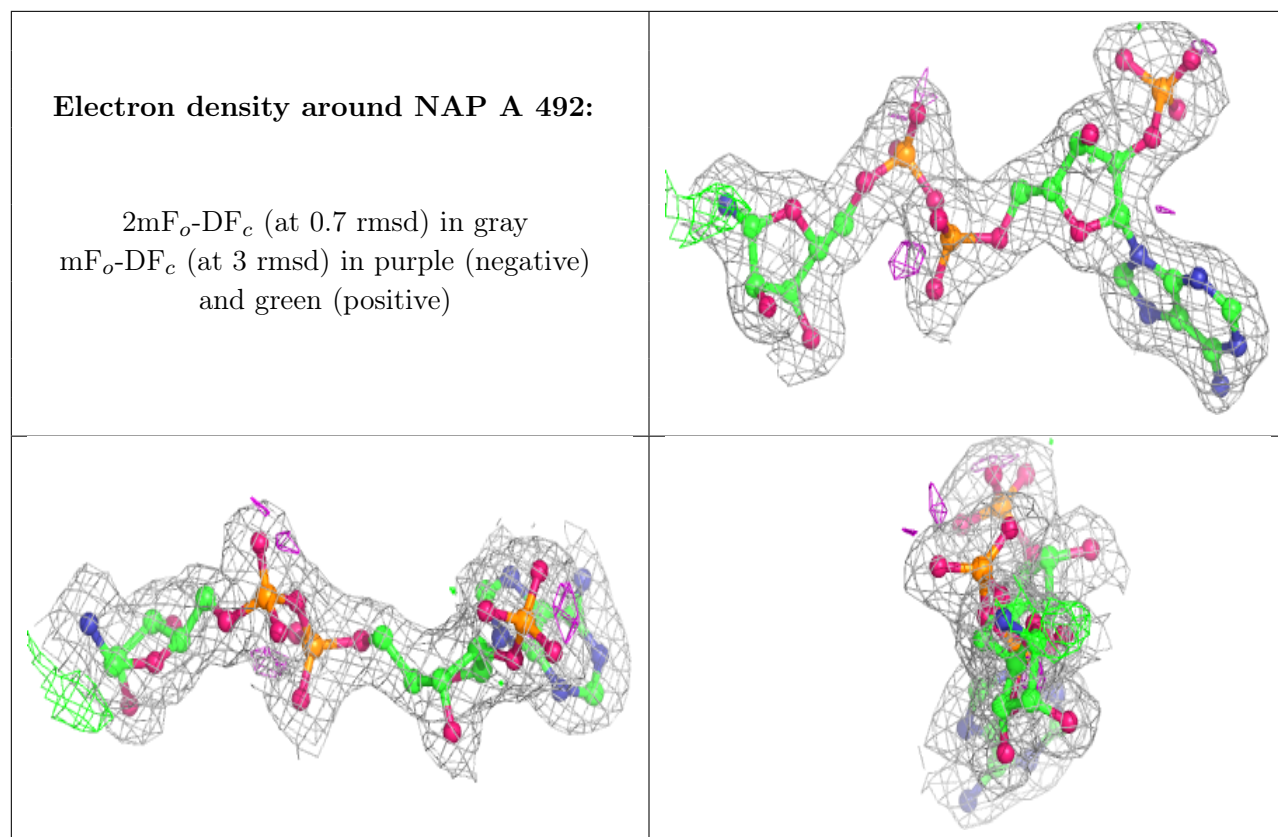 Electron density around NAP A 492:
2mFₒ-DF𝑐 (at 0.7 rmsd) in gray
mFₒ-DF𝑐 (at 3 rmsd) in purple (negative)
and green (positive)